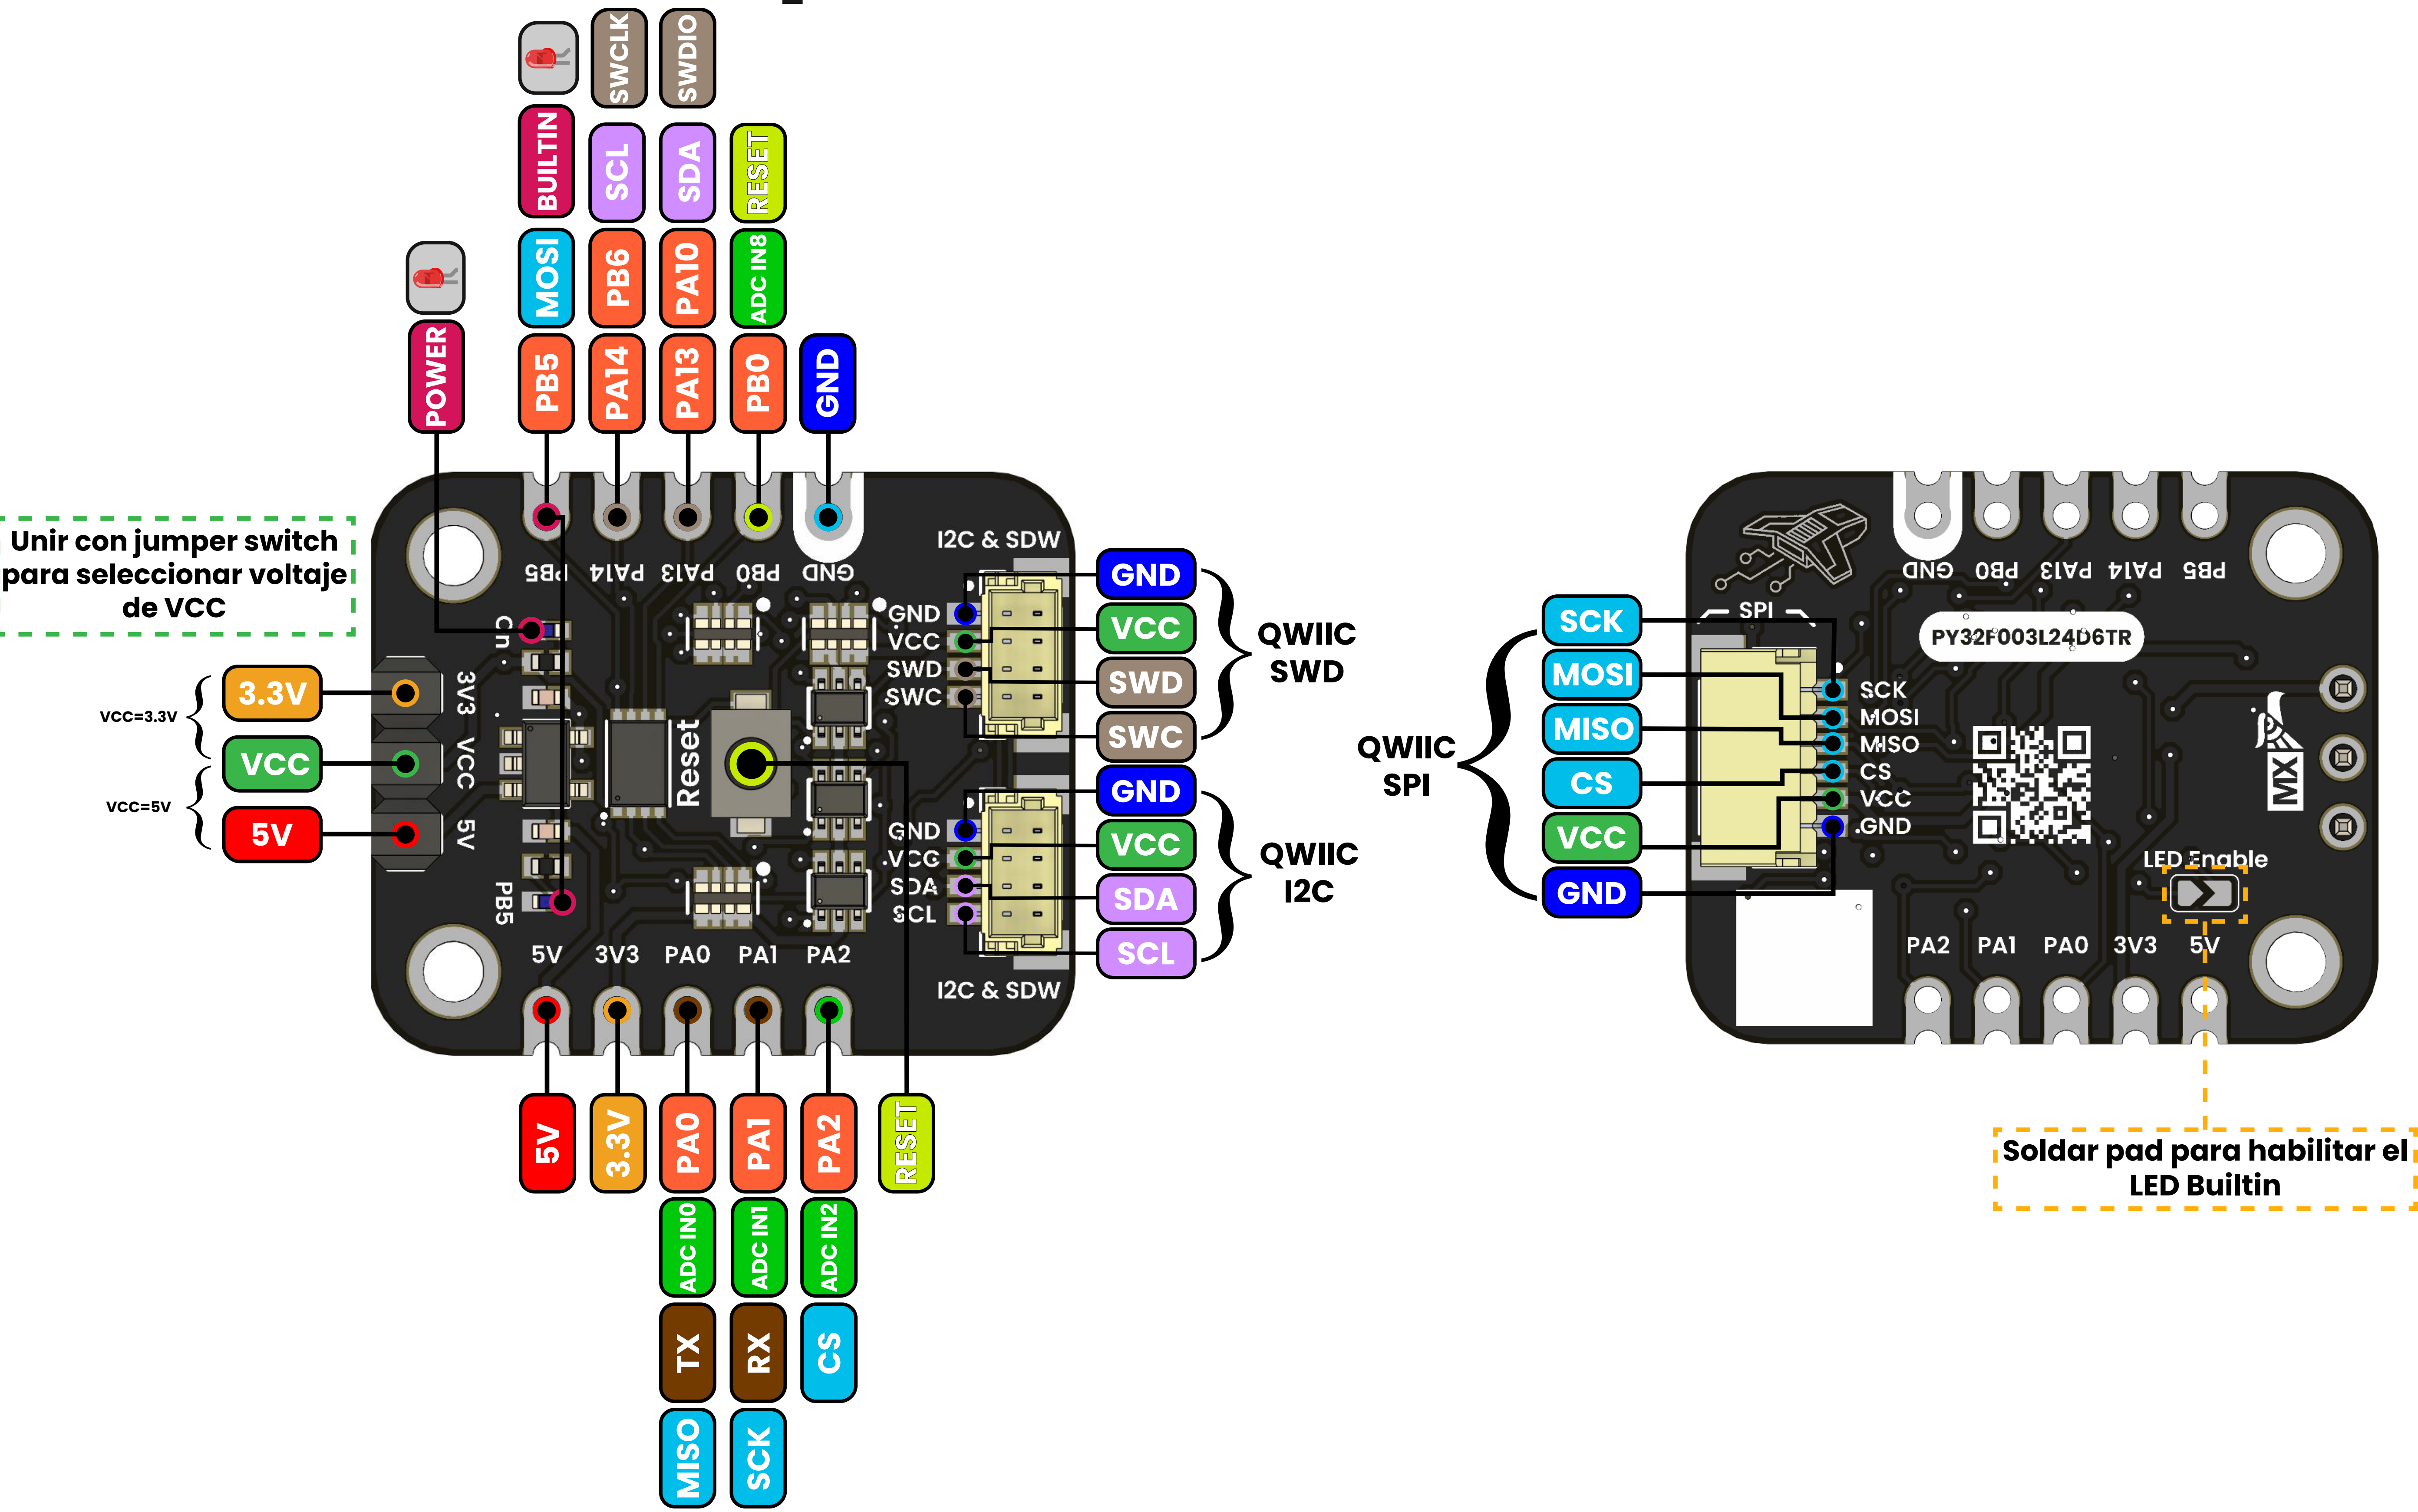 SWCLK
SWDIO
BUILTIN
SCL
SDA
RESET
MOSI
PB6
PA10
ADC IN8
POWER
PB5
PA14
PA13
PB0
GND
Unir con jumper switch
para seleccionar voltaje
de VCC
VCC=3.3V
VCC=5V
3.3V
VCC
5V
PB5
PA14
PA13
PB0
GND
On
3V3
VCC
5V
PB5
Reset
I2C & SDW
GND
VCC
SWD
SWC
GND
VCC
SDA
SCL
I2C & SDW
5V
3V3
PA0
PA1
PA2
GND
VCC
SWD
SWC
QWIIC
SWD
GND
VCC
SDA
SCL
QWIIC
I2C
5V
3.3V
PA0
PA1
PA2
RESET
ADC IN0
ADC IN1
ADC IN2
TX
RX
CS
MISO
SCK
QWIIC
SPI
SCK
MOSI
MISO
CS
VCC
GND
SPI
SCK
MOSI
MISO
CS
VCC
GND
GND
PB0
PA13
PA14
PB5
PY32F003L24D6TR
MX
LED Enable
PA2
PA1
PA0
3V3
5V
Soldar pad para habilitar el
LED Builtin